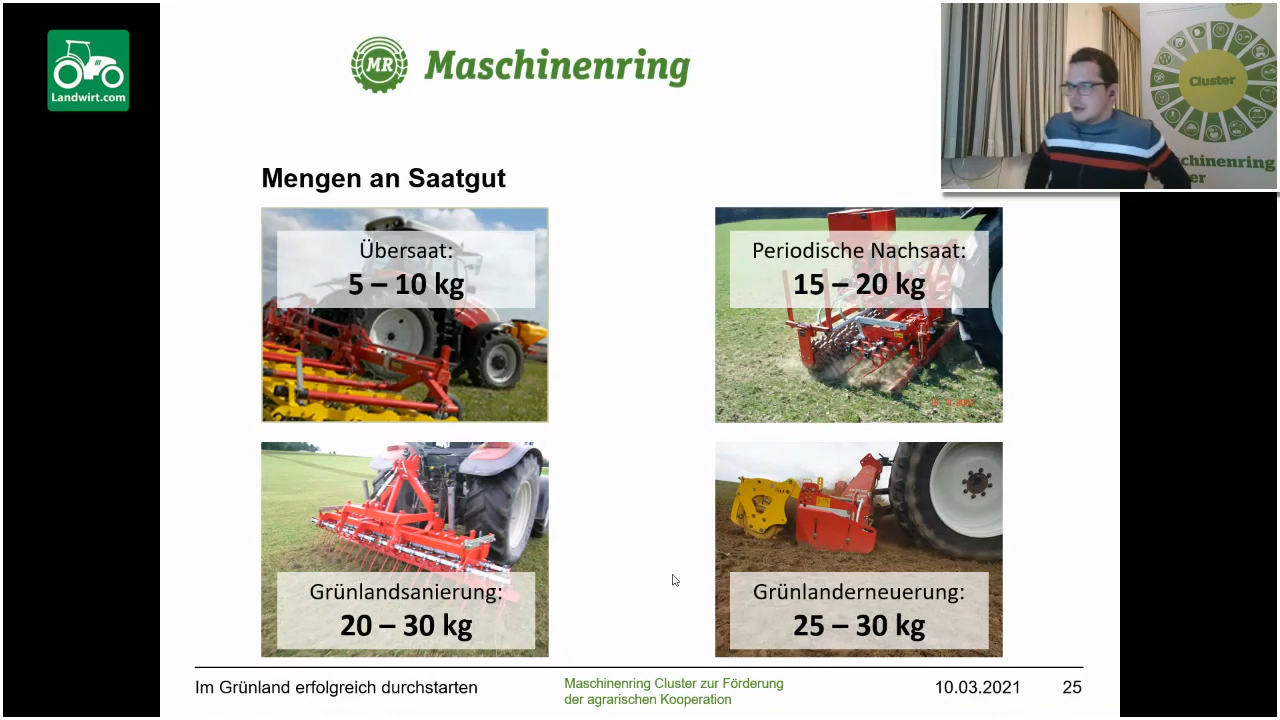 Landwirt.com
MR Maschinenring
Cluster
schinenring
er
Mengen an Saatgut
Übersaat:
5 – 10 kg
Periodische Nachsaat:
15 – 20 kg
Grünlandsanierung:
20 – 30 kg
Grünlanderneuerung:
25 – 30 kg
Im Grünland erfolgreich durchstarten
Maschinenring Cluster zur Förderung
der agrarischen Kooperation
10.03.2021
25